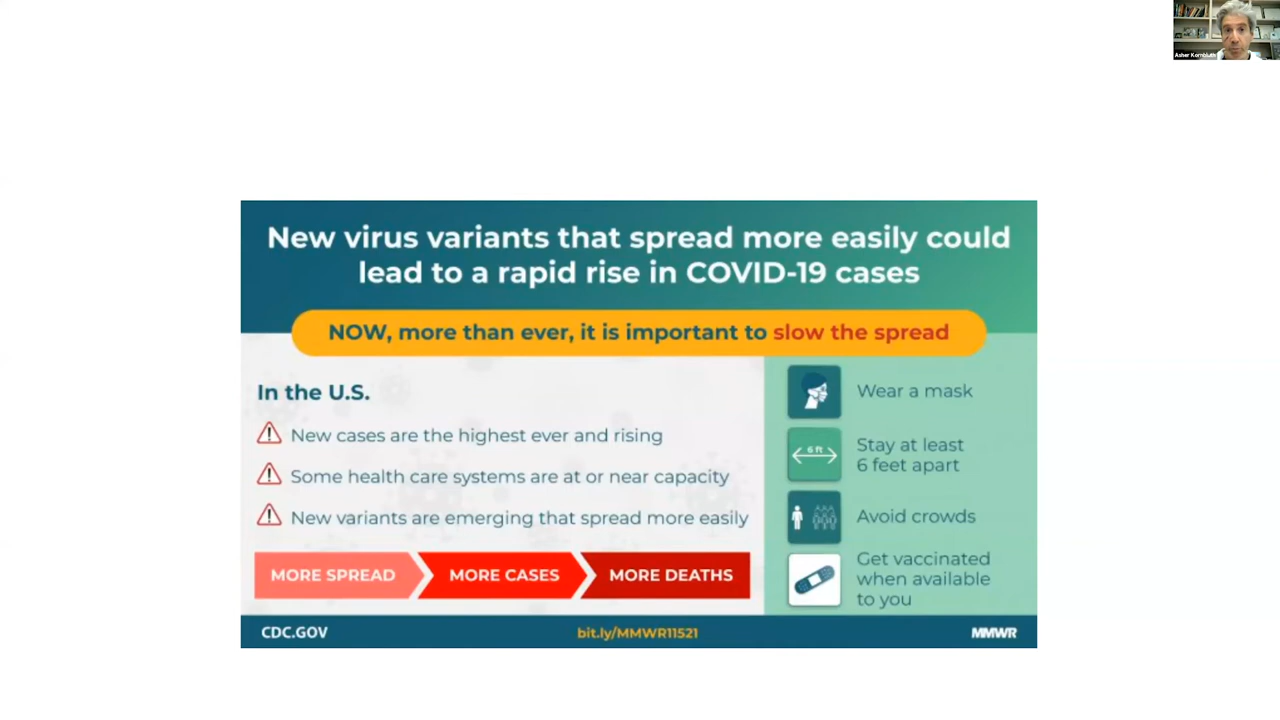 Asher Kornbluth
New virus variants that spread more easily could
lead to a rapid rise in COVID-19 cases
NOW, more than ever, it is important to slow the spread
In the U.S.
New cases are the highest ever and rising
Some health care systems are at or near capacity
New variants are emerging that spread more easily
MORE SPREAD
MORE CASES
MORE DEATHS
Wear a mask
6 ft
Stay at least
6 feet apart
Avoid crowds
Get vaccinated
when available
to you
CDC.GOV
bit.ly/MMWR11521
MMWR